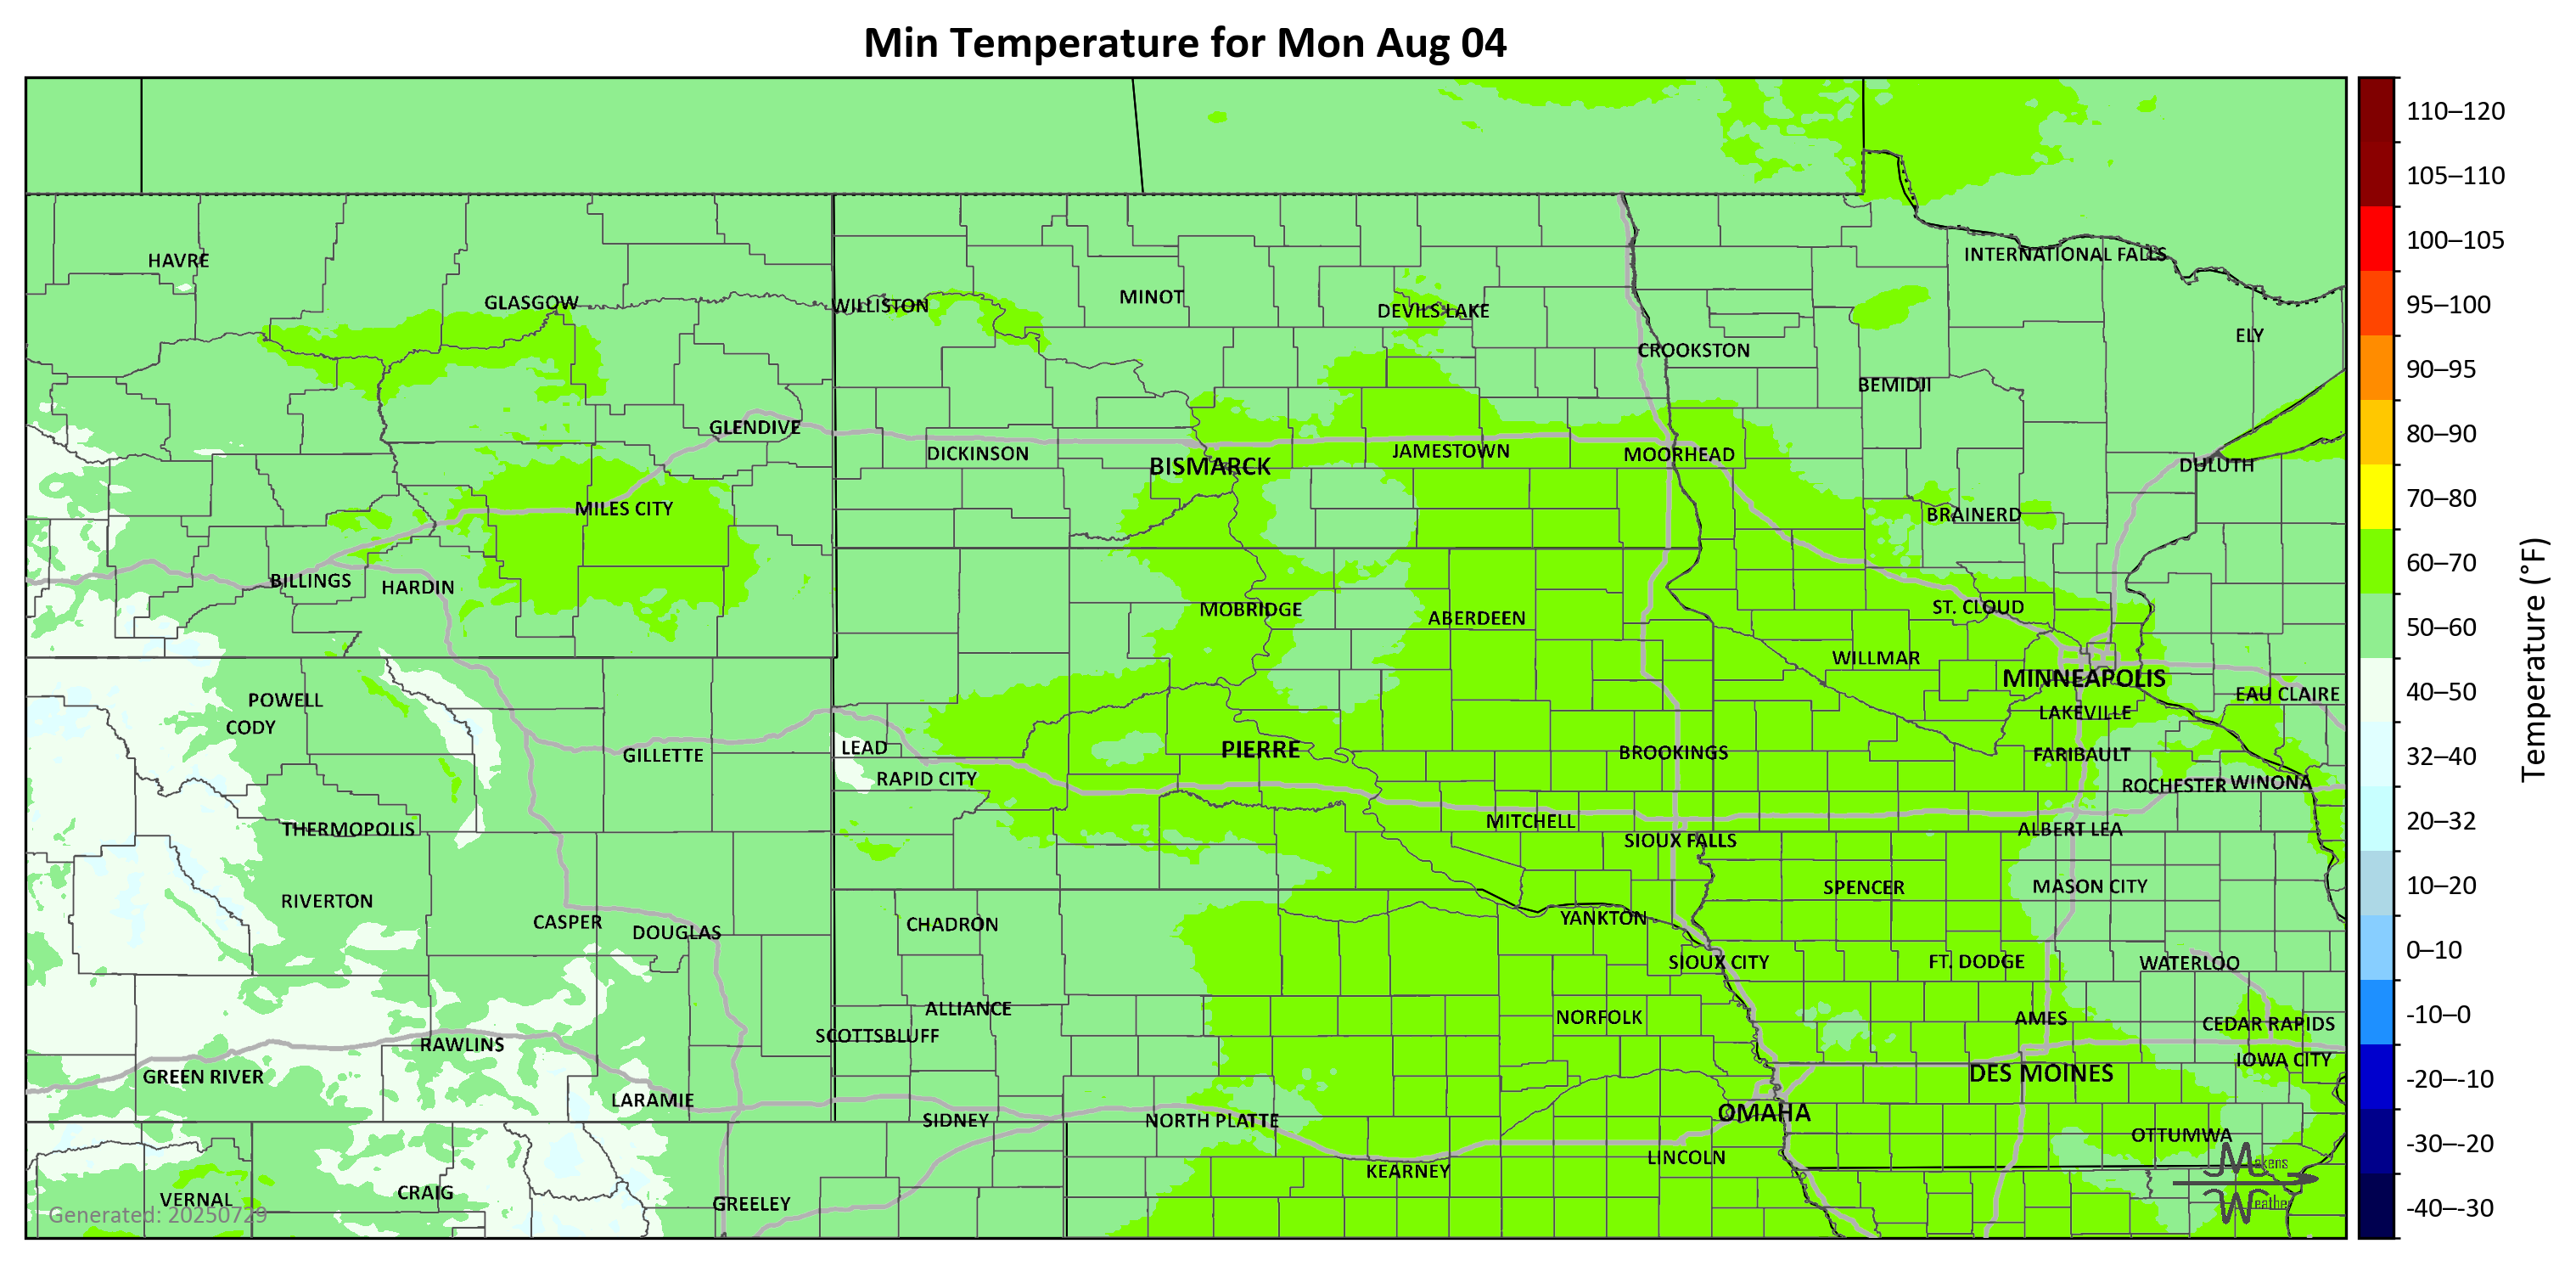 Min Temperature for Mon Aug 04
110–120
105–110
100–105
95–100
90–95
80–90
70–80
60–70
50–60
40–50
32–40
20–32
10–20
0–10
-10–0
-20–-10
-30–-20
-40–-30
Temperature (°F)
HAVRE
INTERNATIONAL FALLS
GLASGOW
WILLISTON
MINOT
DEVILS LAKE
ELY
CROOKSTON
BEMIDJI
GLENDIVE
DICKINSON
BISMARCK
JAMESTOWN
MOORHEAD
DULUTH
MILES CITY
BRAINERD
BILLINGS
HARDIN
MOBRIDGE
ABERDEEN
ST. CLOUD
WILLMAR
MINNEAPOLIS
EAU CLAIRE
POWELL
CODY
LAKEVILLE
GILLETTE
LEAD
PIERRE
BROOKINGS
FARIBAULT
RAPID CITY
ROCHESTER
WINONA
THERMOPOLIS
MITCHELL
SIOUX FALLS
ALBERT LEA
RIVERTON
SPENCER
MASON CITY
CASPER
DOUGLAS
CHADRON
YANKTON
SIOUX CITY
FT. DODGE
WATERLOO
ALLIANCE
NORFOLK
AMES
CEDAR RAPIDS
SCOTTSBLUFF
RAWLINS
IOWA CITY
GREEN RIVER
DES MOINES
LARAMIE
SIDNEY
NORTH PLATTE
OMAHA
OTTUMWA
KEARNEY
LINCOLN
VERNAL
CRAIG
GREELEY
Makens
Weather
Generated: 20250729